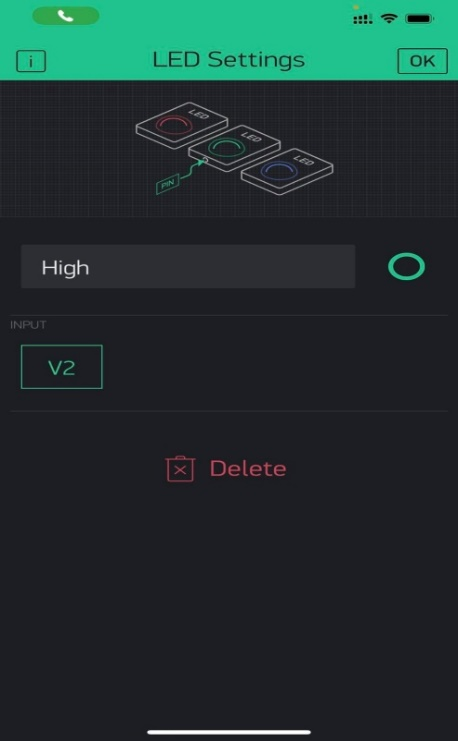 i
LED Settings
OK
LED
LED
LED
PIN
High
INPUT
V2
Delete